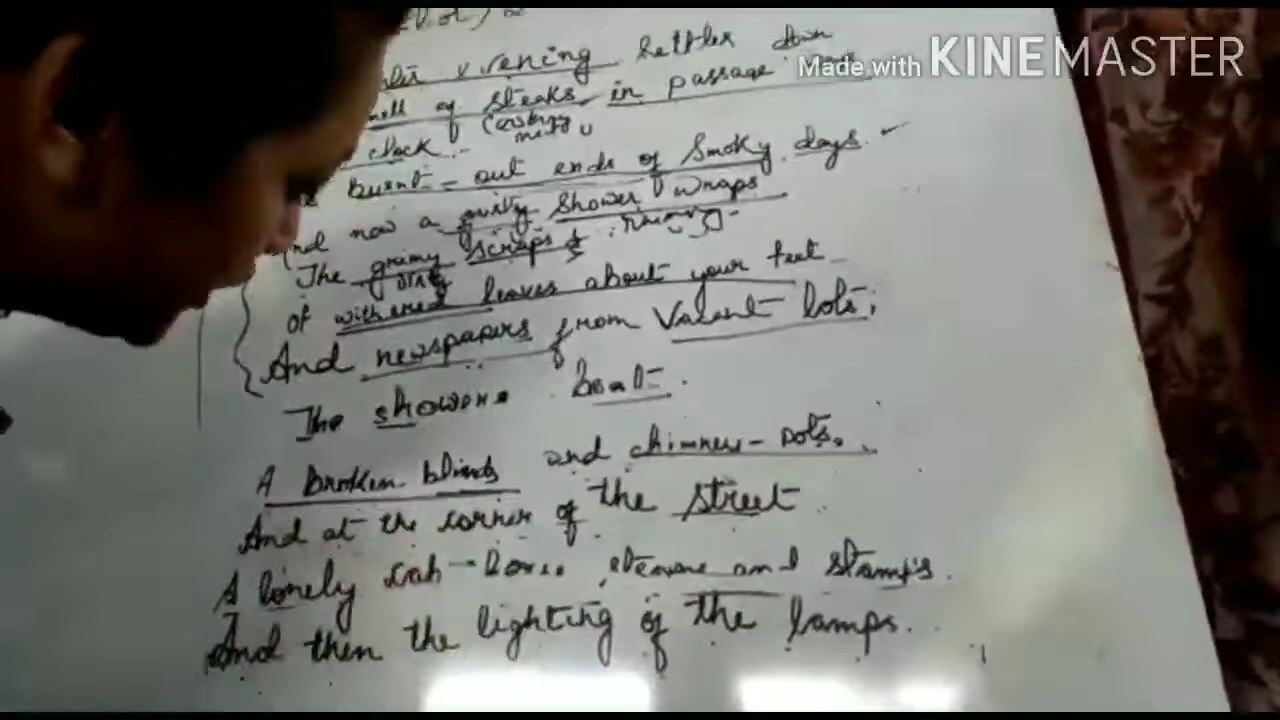 evening settles down
Made with KINEMASTER
smell of steaks in passage
clock :-
burnt - out ends of smoky days.
And now a gusty shower wraps
The grimy scraps
dirty
of withered leaves about your feet
And newspapers from vacant lots;
The showers beat.
A broken blinds and chimney - pots.
And at the corner of the street
A lonely cab - steams and stamps.
And then the lighting of the lamps.